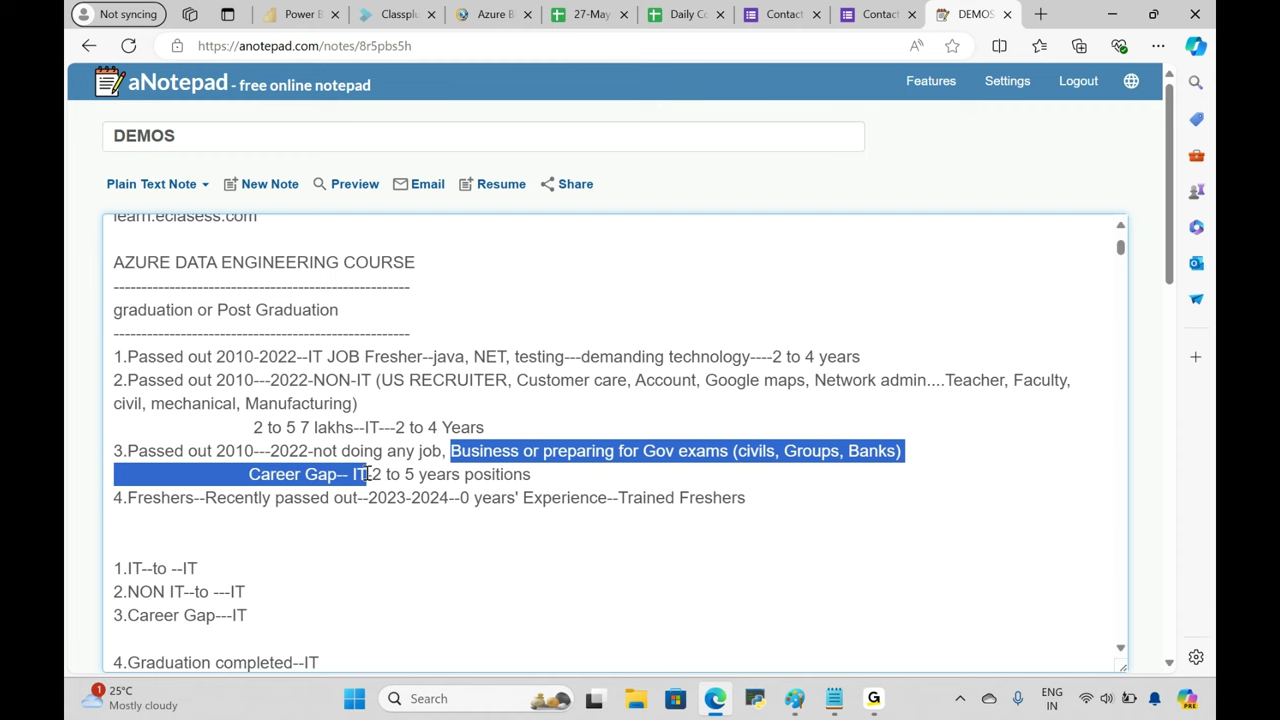 Not syncing
Power B
Classplu
Azure B
27-May
Daily Co
Contact
Contact
DEMOS
https://anotepad.com/notes/8r5pbs5h
aNotepad - free online notepad
Features
Settings
Logout
DEMOS
Plain Text Note
New Note
Preview
Email
Resume
Share
learn.eclasess.com
AZURE DATA ENGINEERING COURSE
----------------------------------------------------
graduation or Post Graduation
----------------------------------------------------
1.Passed out 2010-2022--IT JOB Fresher--java, NET, testing---demanding technology----2 to 4 years
2.Passed out 2010---2022-NON-IT (US RECRUITER, Customer care, Account, Google maps, Network admin....Teacher, Faculty,
civil, mechanical, Manufacturing)
2 to 5 7 lakhs--IT---2 to 4 Years
3.Passed out 2010---2022-not doing any job, Business or preparing for Gov exams (civils, Groups, Banks)
Career Gap-- IT-2 to 5 years positions
4.Freshers--Recently passed out--2023-2024--0 years' Experience--Trained Freshers
1.IT--to --IT
2.NON IT--to ---IT
3.Career Gap---IT
4.Graduation completed--IT
1
25°C
Mostly cloudy
Search
ENG
IN
PRE